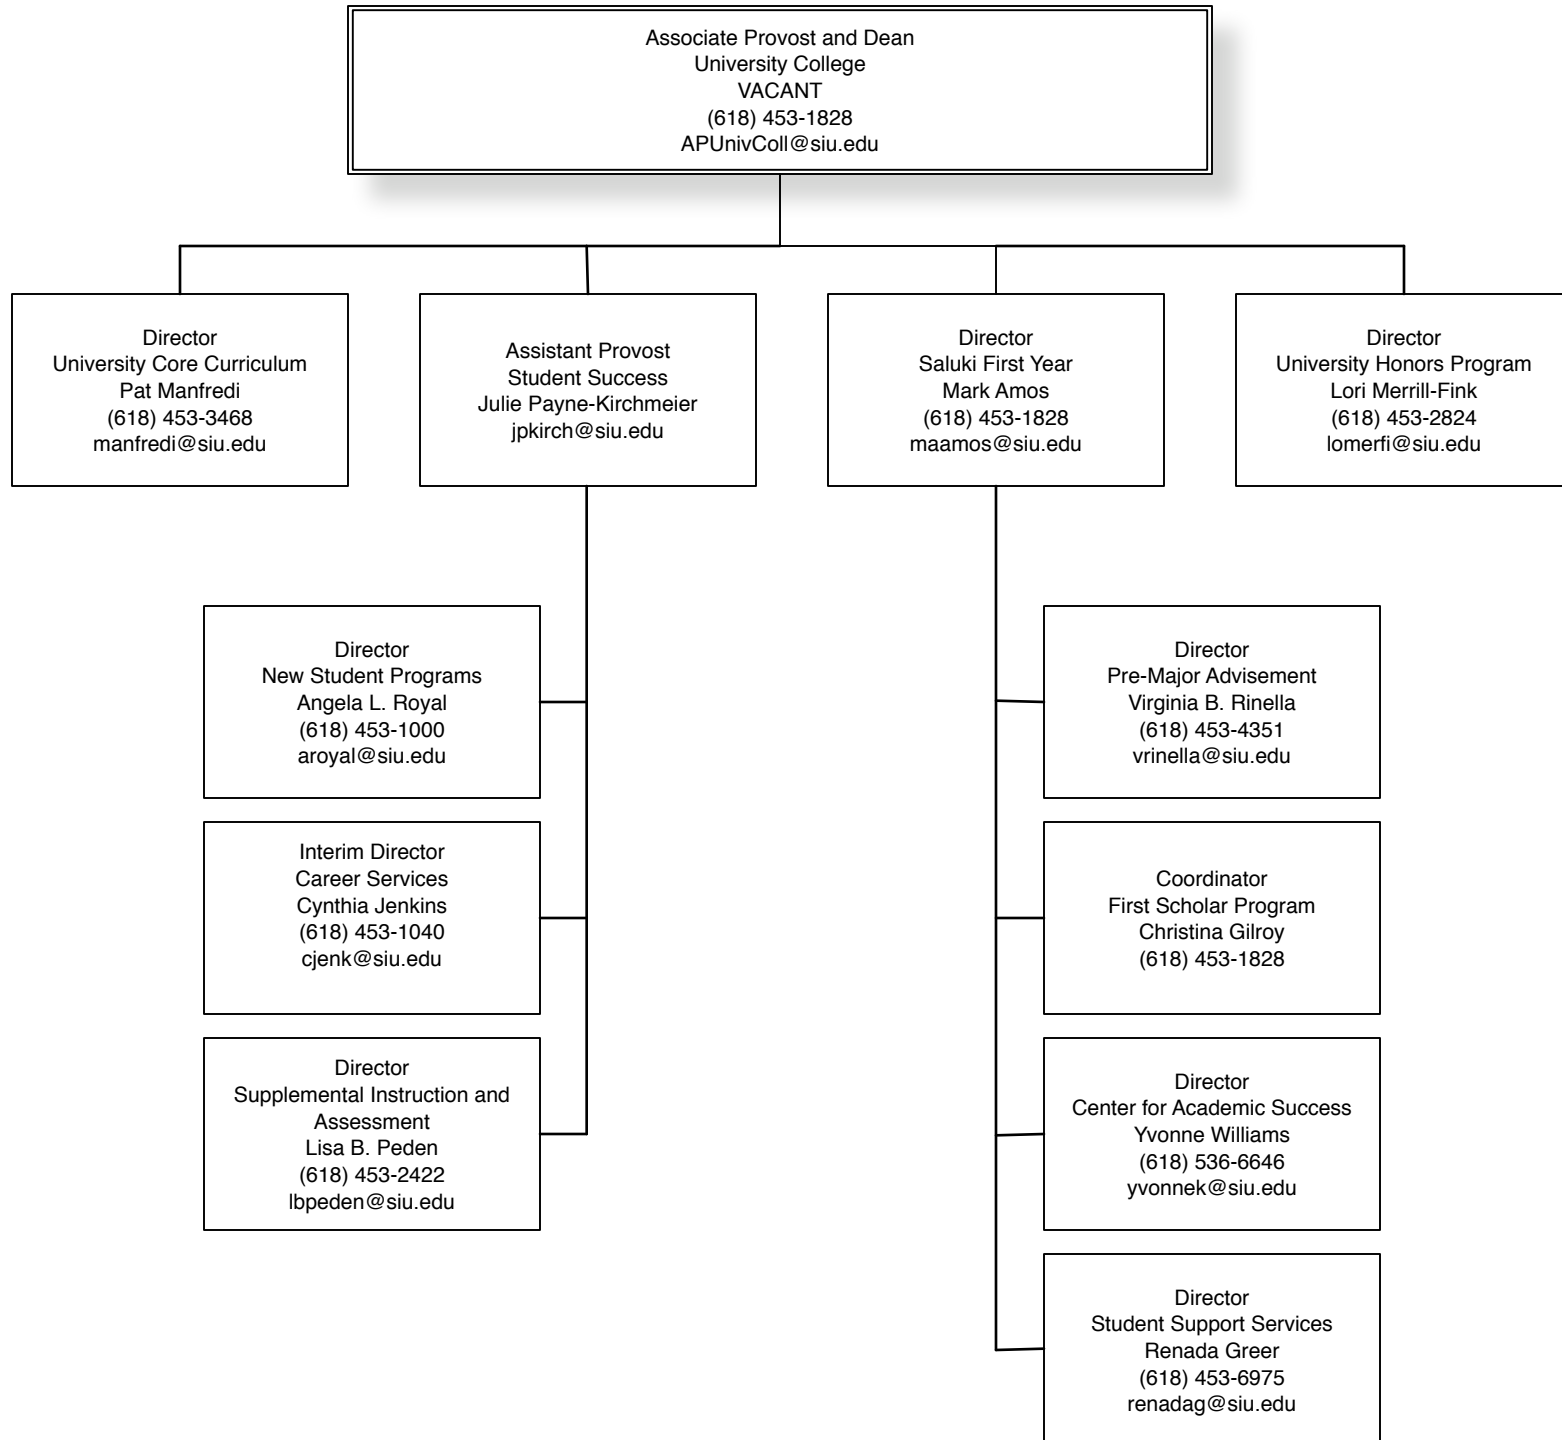 Associate Provost and Dean
University College
VACANT
(618) 453-1828
APUnivColl@siu.edu
Director
University Core Curriculum
Pat Manfredi
(618) 453-3468
manfredi@siu.edu
Assistant Provost
Student Success
Julie Payne-Kirchmeier
jpkirch@siu.edu
Director
Saluki First Year
Mark Amos
(618) 453-1828
maamos@siu.edu
Director
University Honors Program
Lori Merrill-Fink
(618) 453-2824
lomerfi@siu.edu
Director
New Student Programs
Angela L. Royal
(618) 453-1000
aroyal@siu.edu
Interim Director
Career Services
Cynthia Jenkins
(618) 453-1040
cjenk@siu.edu
Director
Supplemental Instruction and
Assessment
Lisa B. Peden
(618) 453-2422
lbpeden@siu.edu
Director
Pre-Major Advisement
Virginia B. Rinella
(618) 453-4351
vrinella@siu.edu
Coordinator
First Scholar Program
Christina Gilroy
(618) 453-1828
Director
Center for Academic Success
Yvonne Williams
(618) 536-6646
yvonnek@siu.edu
Director
Student Support Services
Renada Greer
(618) 453-6975
renadag@siu.edu